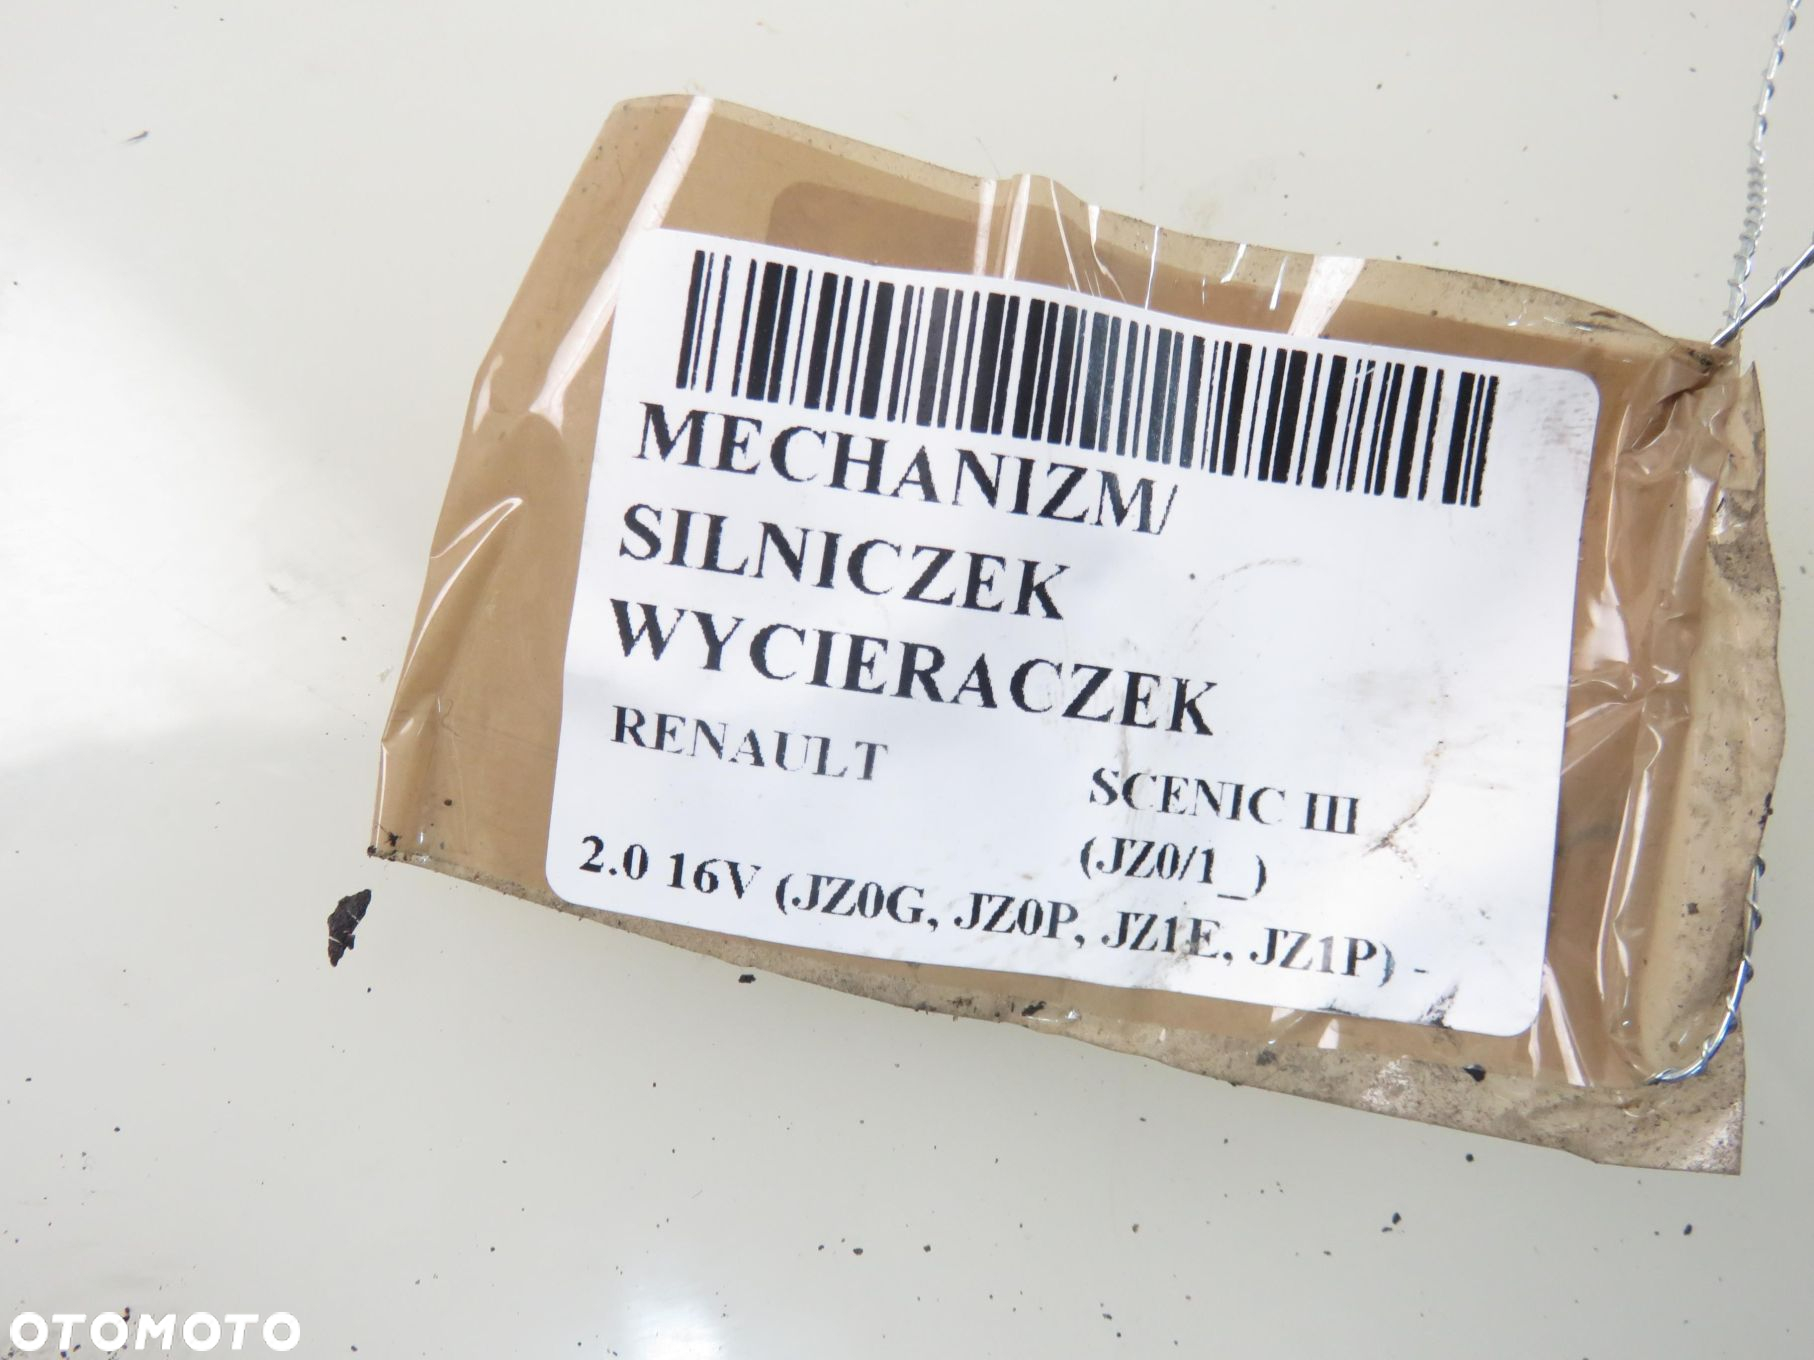 MECHANIZM/
SILNICZEK
WYCIERACZEK
RENAULT
SCENIC III
(JZ0/1_)
2.0 16V (JZ0G, JZ0P, JZ1E, JZ1P) -
OTOMOTO